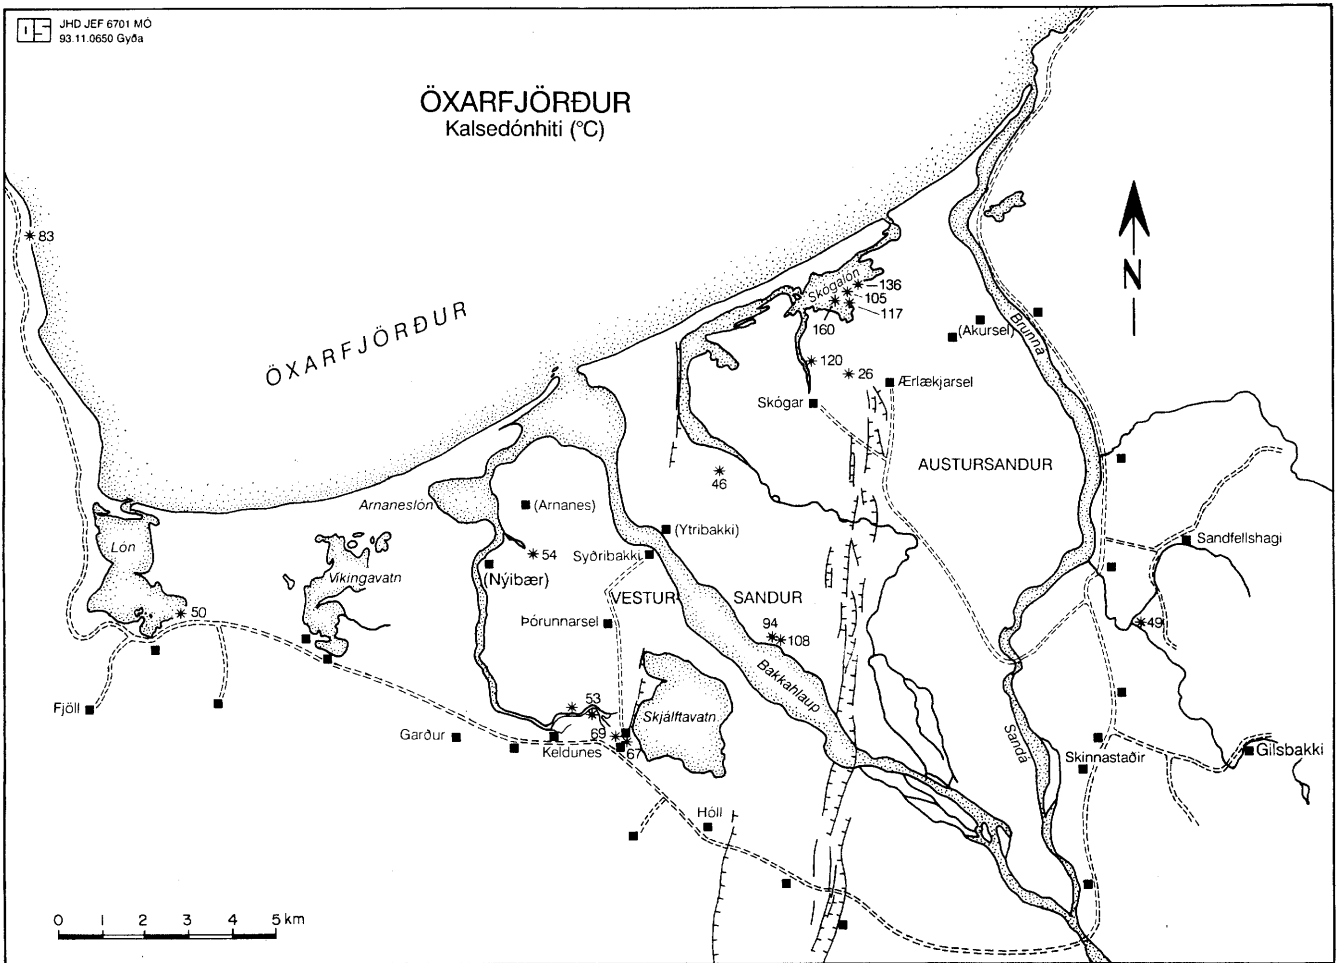 OS
JHD JEF 6701 MÓ
93.11.0650 Gyða
ÖXARFJÖRÐUR
Kalsedónhiti (°C)
N
83
ÖXARFJÖRÐUR
Skógalón
136
105
117
160
120
26
Skógar
Ærlækjarsel
(Akursel)
Brunna
AUSTURSANDUR
46
Arnaneslón
(Arnanes)
(Ytribakki)
Syðribakki
54
(Nýibær)
Lón
Víkingavatn
50
VESTUR
SANDUR
Sandfellshagi
49
Þórunnarsel
94
108
Bakkahlaup
Fjöll
53
Skjálftavatn
Garður
69
67
Keldunes
Sanda
Skinnastaðir
Gilsbakki
Hóll
0 1 2 3 4 5 km